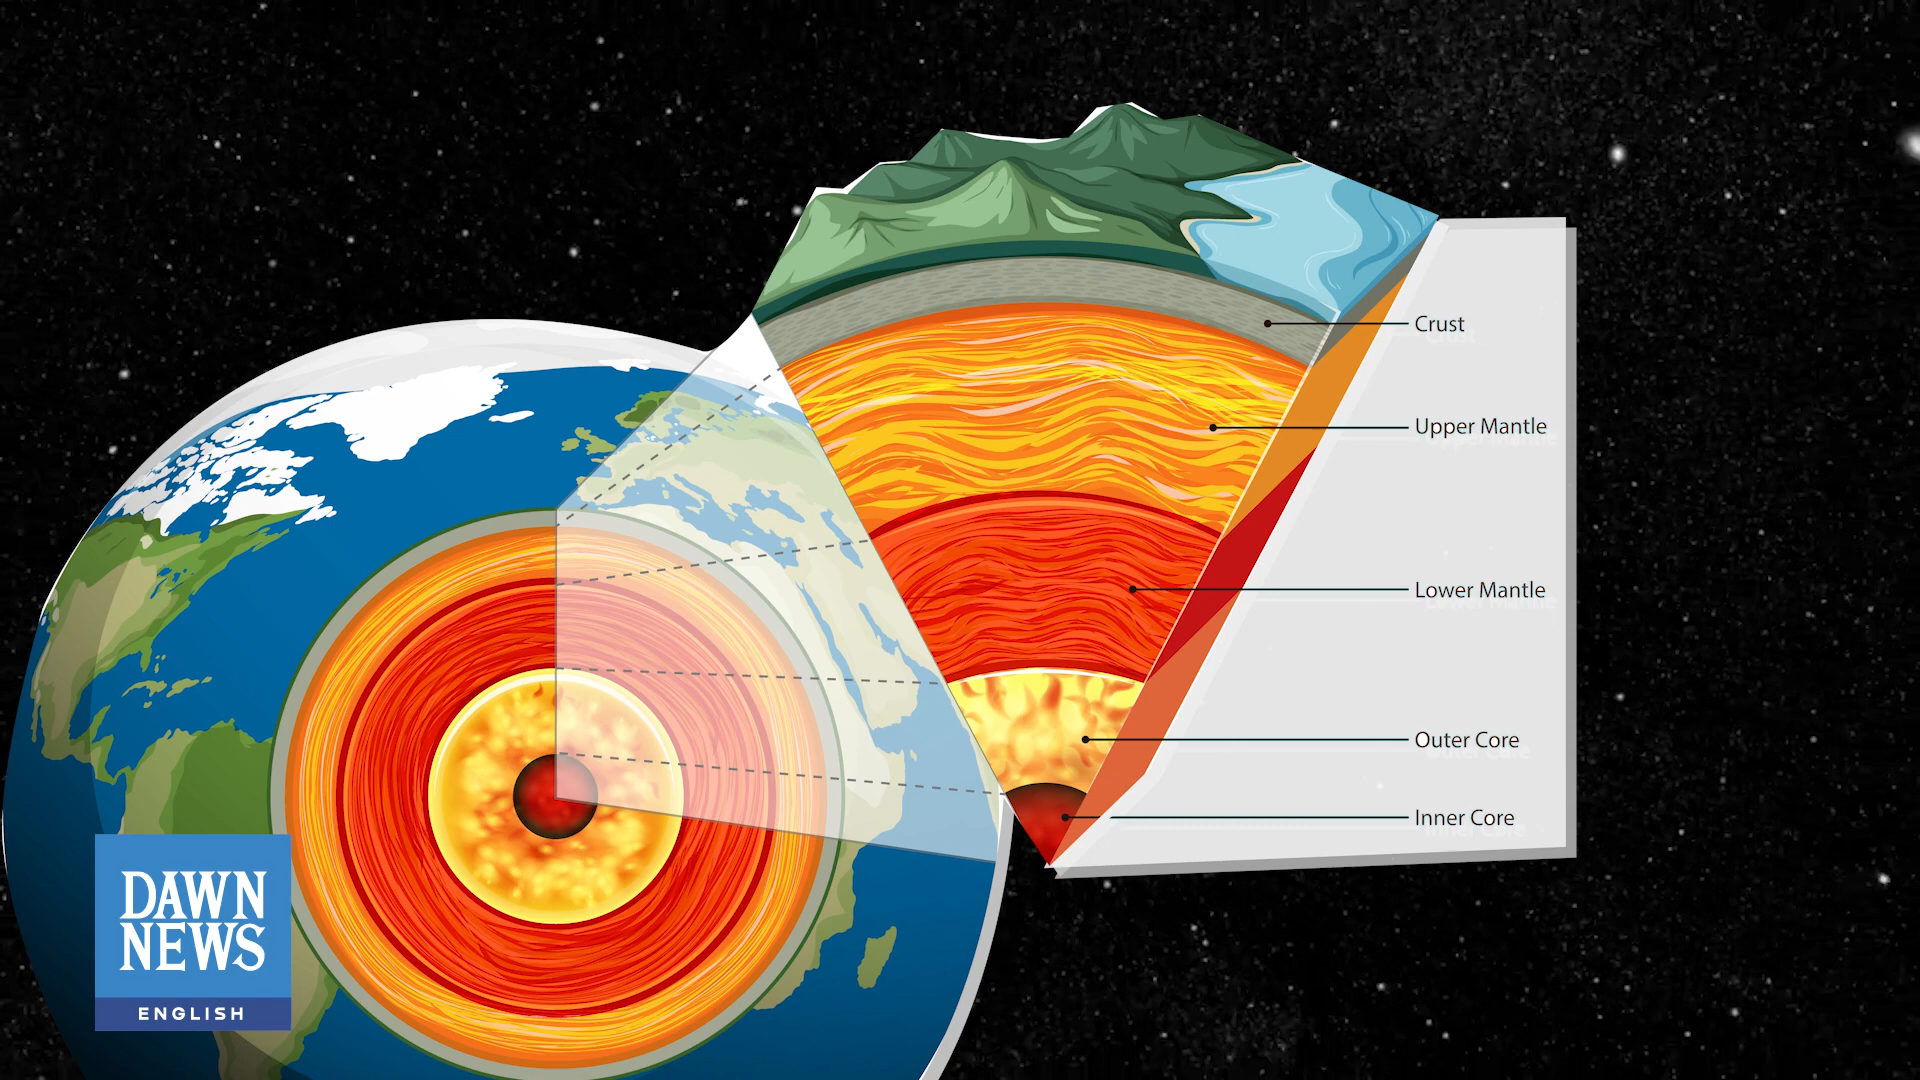 Crust
Upper Mantle
Lower Mantle
Outer Core
Inner Core
DAWN
NEWS
ENGLISH